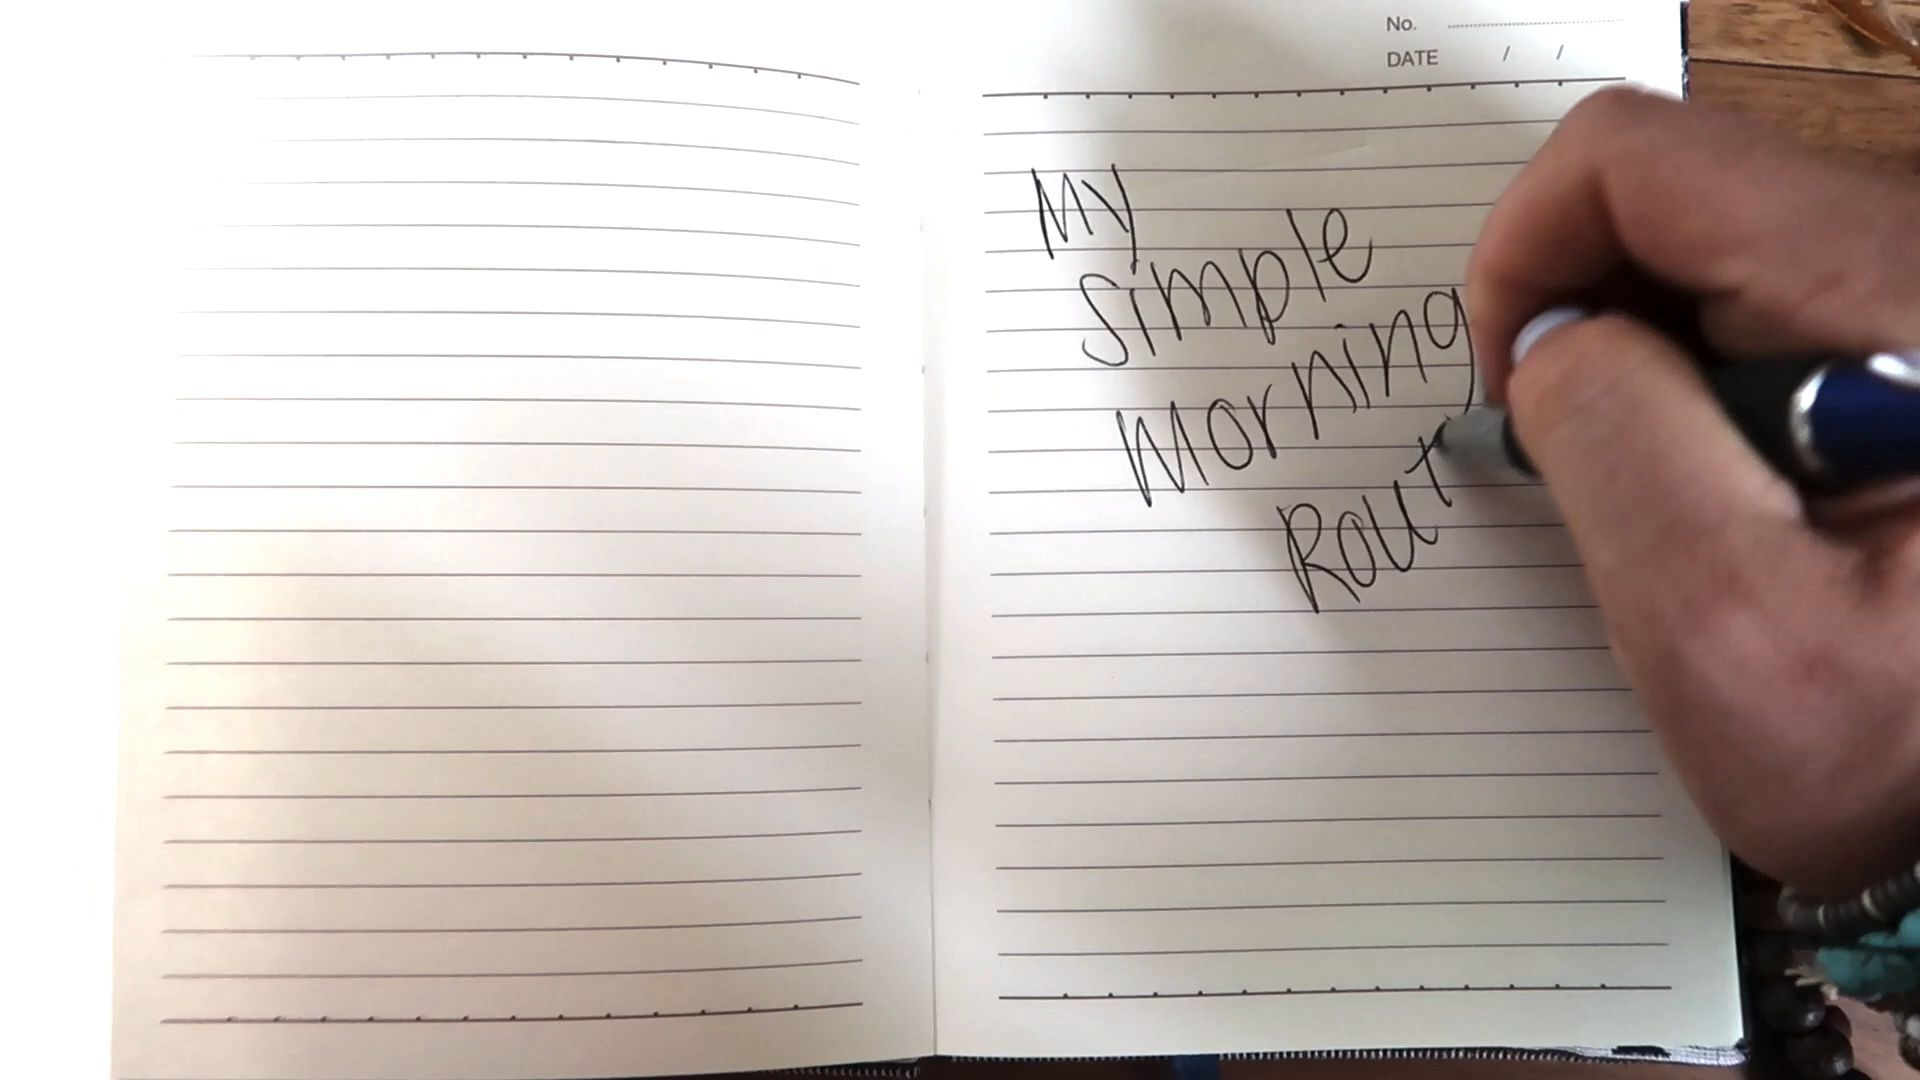 No.
DATE / /
My
simple
morning
Rout